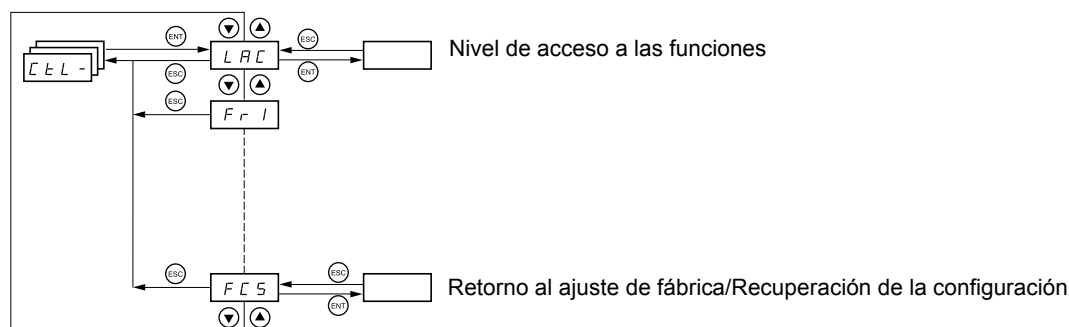 ENT
ESC
CtL-
LAC
Nivel de acceso a las funciones
ESC
ENT
ESC
Fr1
ESC
ESC
FCS
Retorno al ajuste de fábrica/Recuperación de la configuración
ENT